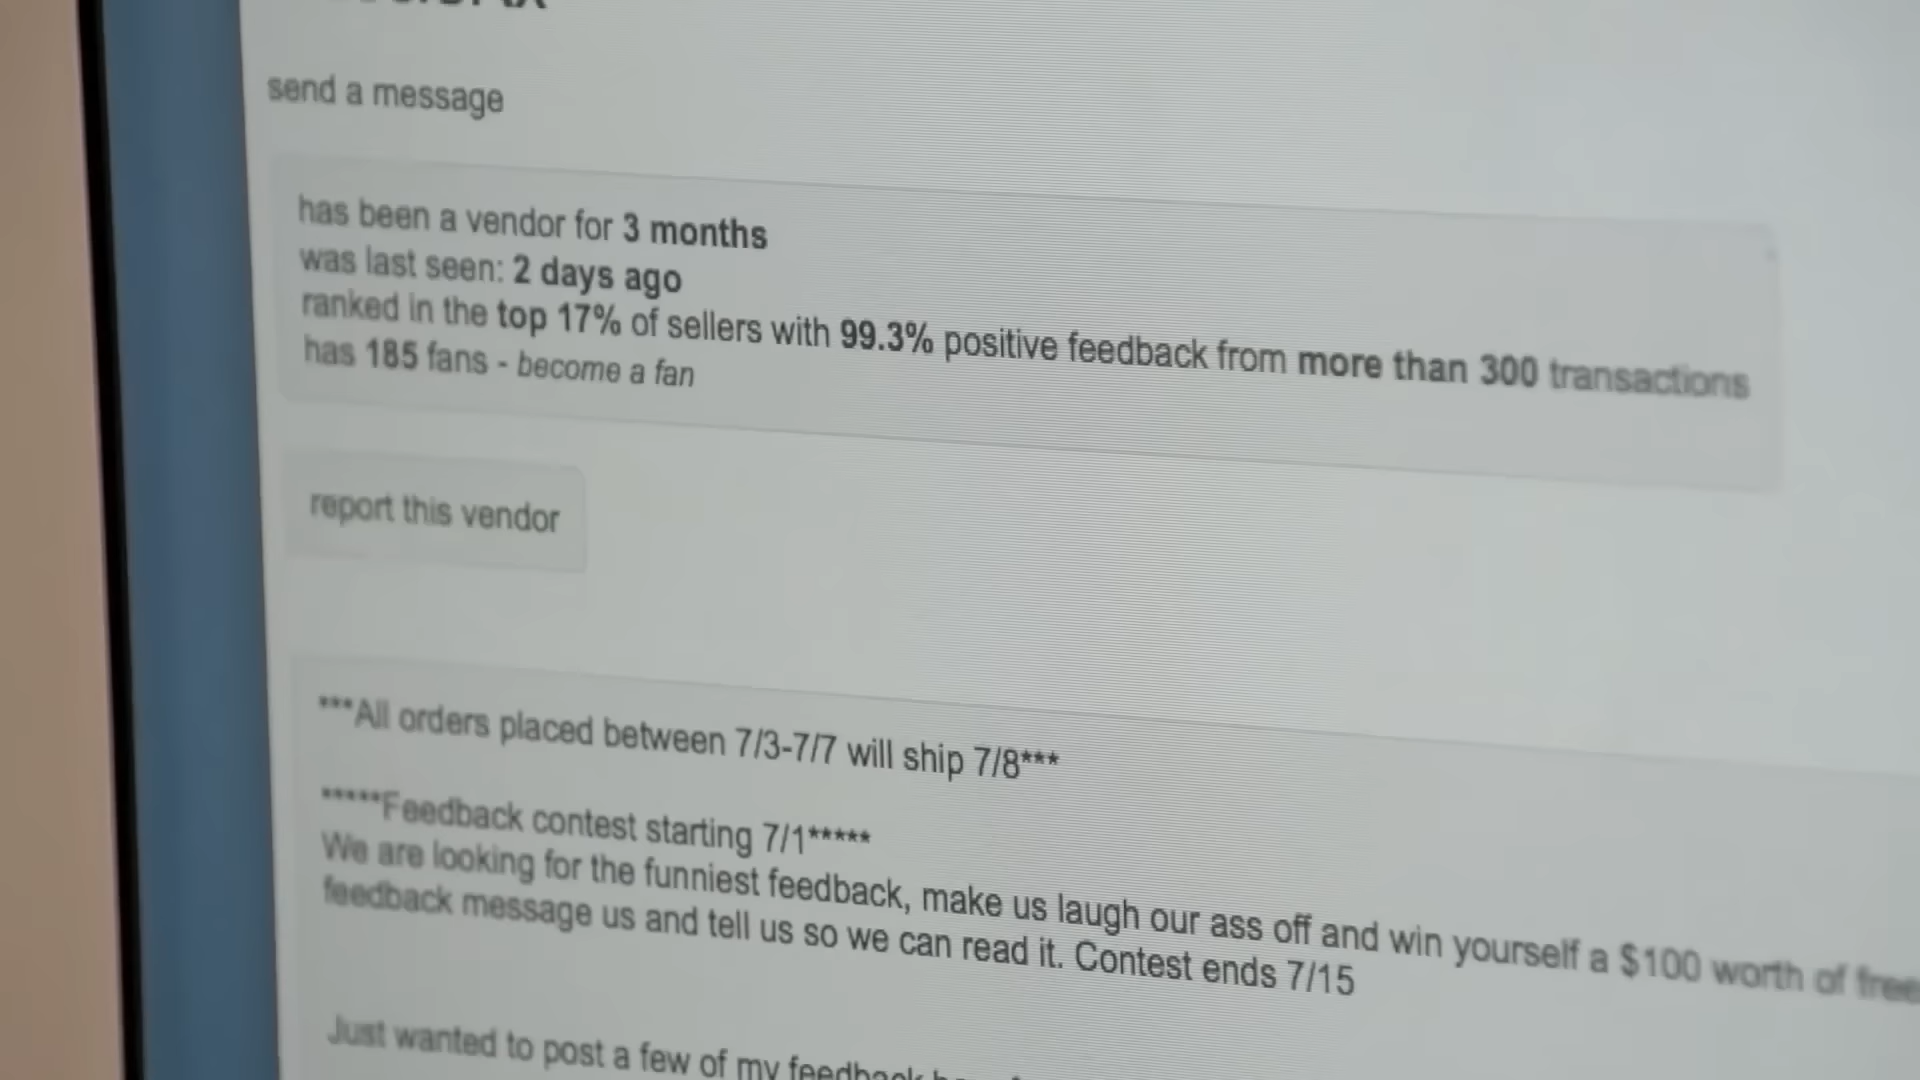 send a message
has been a vendor for 3 months
was last seen: 2 days ago
ranked in the top 17% of sellers with 99.3% positive feedback from more than 300 transactions
has 185 fans - become a fan
report this vendor
***All orders placed between 7/3-7/7 will ship 7/8***
*****Feedback contest starting 7/1*****
We are looking for the funniest feedback, make us laugh our ass off and win yourself a $100 worth of free
feedback message us and tell us so we can read it. Contest ends 7/15
Just wanted to post a few of my feedback